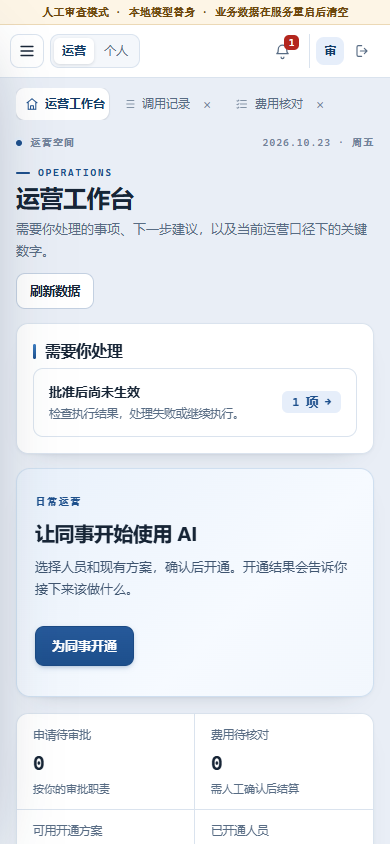 人工审查模式 · 本地模型替身 · 业务数据在服务重启后清空
运营 个人 1 审
运营工作台 调用记录 × 费用核对 ×
运营空间 2026.10.23 · 周五
OPERATIONS
运营工作台
需要你处理的事项、下一步建议，以及当前运营口径下的关键
数字。
刷新数据
需要你处理
批准后尚未生效
检查执行结果，处理失败或继续执行。
1 项 →
日常运营
让同事开始使用 AI
选择人员和现有方案，确认后开通。开通结果会告诉你
接下来该做什么。
为同事开通
申请待审批 费用待核对
0 0
按你的审批职责 需人工确认后结算
可用开通方案 已开通人员